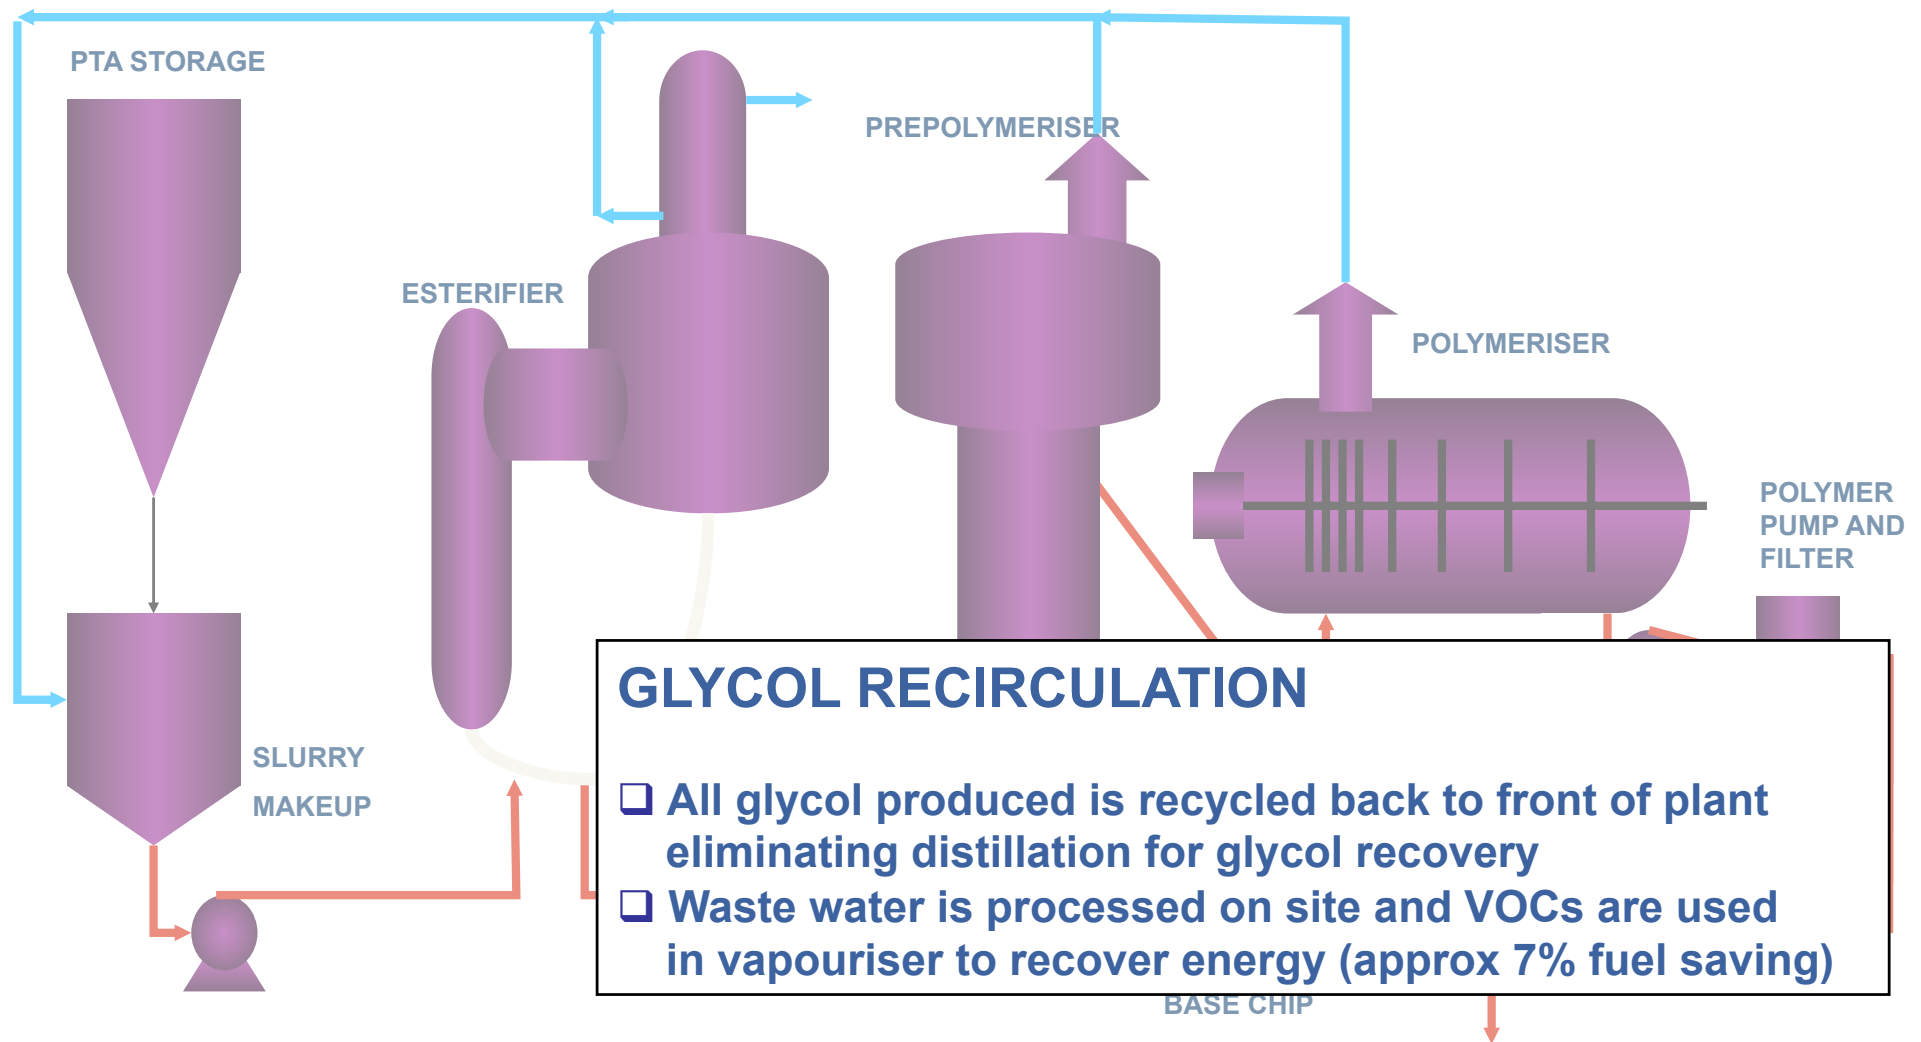 PTA STORAGE
PREPOLYMERISER
ESTERIFIER
POLYMERISER
POLYMER
PUMP AND
FILTER
SLURRY
MAKEUP
GLYCOL RECIRCULATION
❑ All glycol produced is recycled back to front of plant
eliminating distillation for glycol recovery
❑ Waste water is processed on site and VOCs are used
in vapouriser to recover energy (approx 7% fuel saving)
BASE CHIP